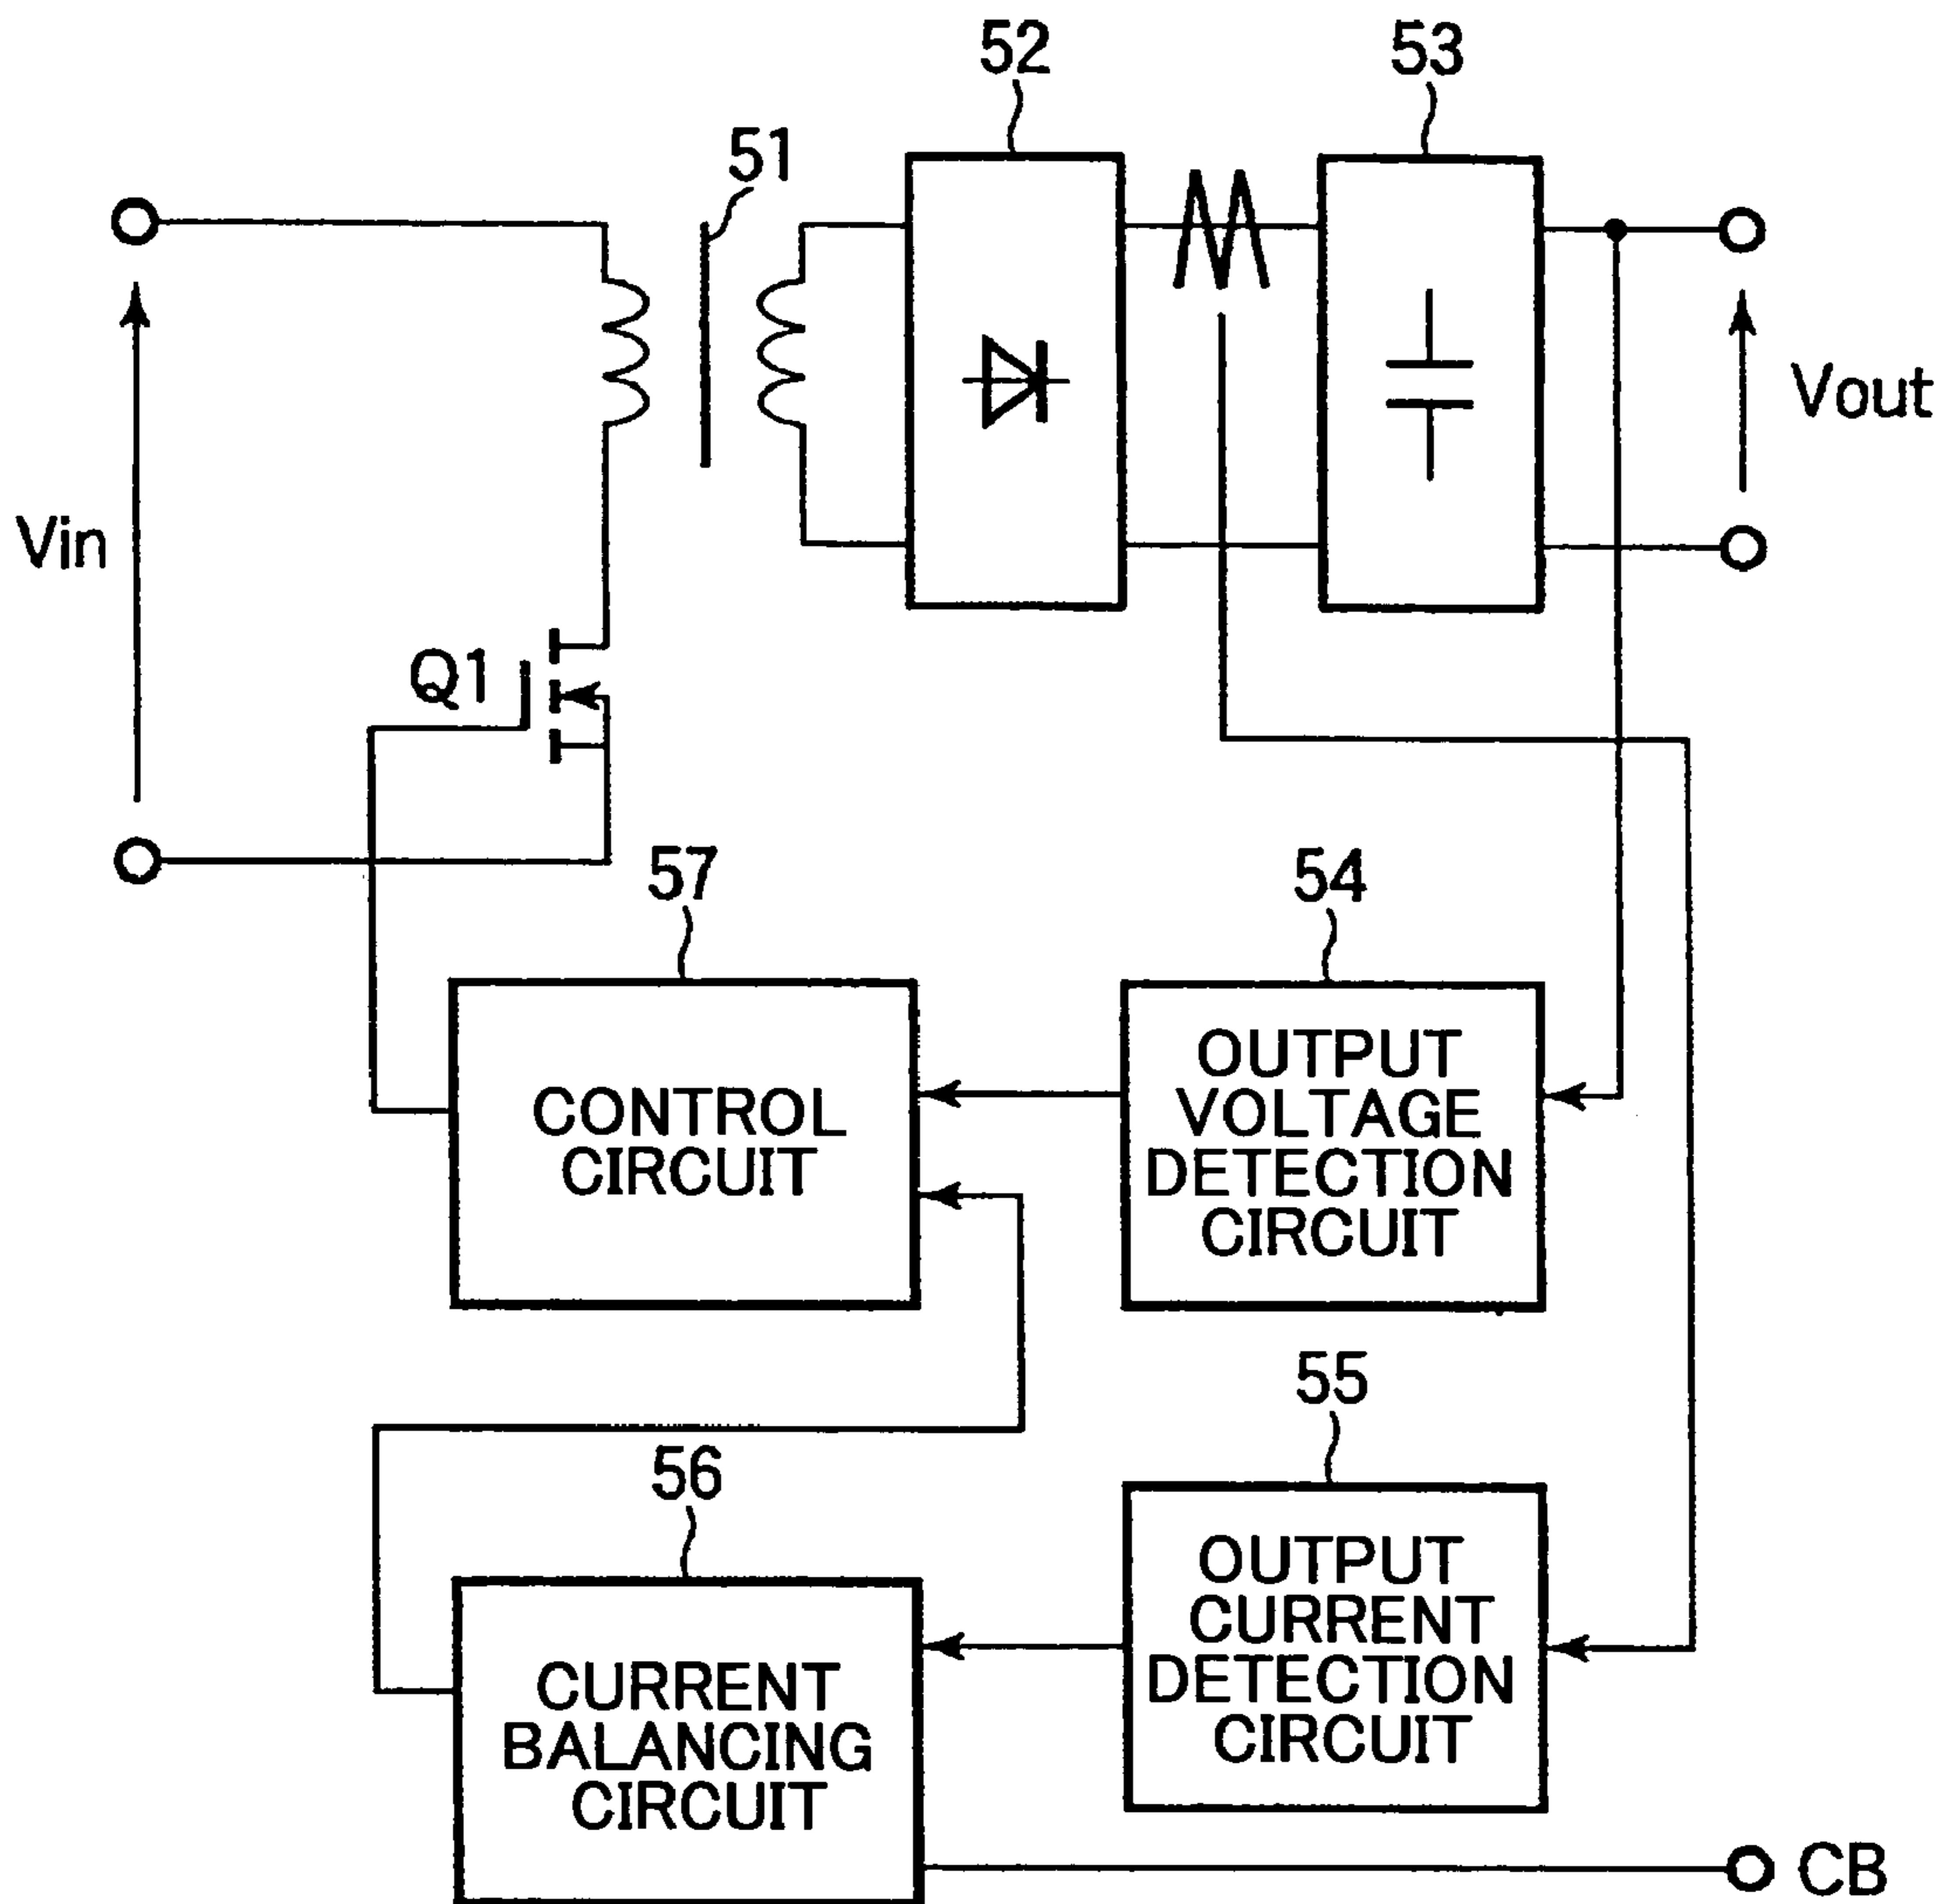 52
53
51
Vin
Vout
Q1
57
54
CONTROL
CIRCUIT
OUTPUT
VOLTAGE
DETECTION
CIRCUIT
55
56
OUTPUT
CURRENT
DETECTION
CIRCUIT
CURRENT
BALANCING
CIRCUIT
CB